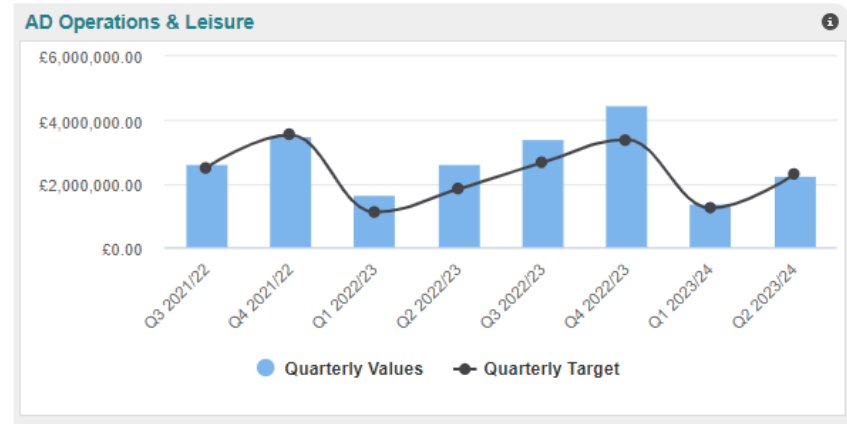 AD Operations & Leisure
£6,000,000.00
£4,000,000.00
£2,000,000.00
£0.00
Q3 2021/22
Q4 2021/22
Q1 2022/23
Q2 2022/23
Q3 2022/23
Q4 2022/23
Q1 2023/24
Q2 2023/24
Quarterly Values Quarterly Target